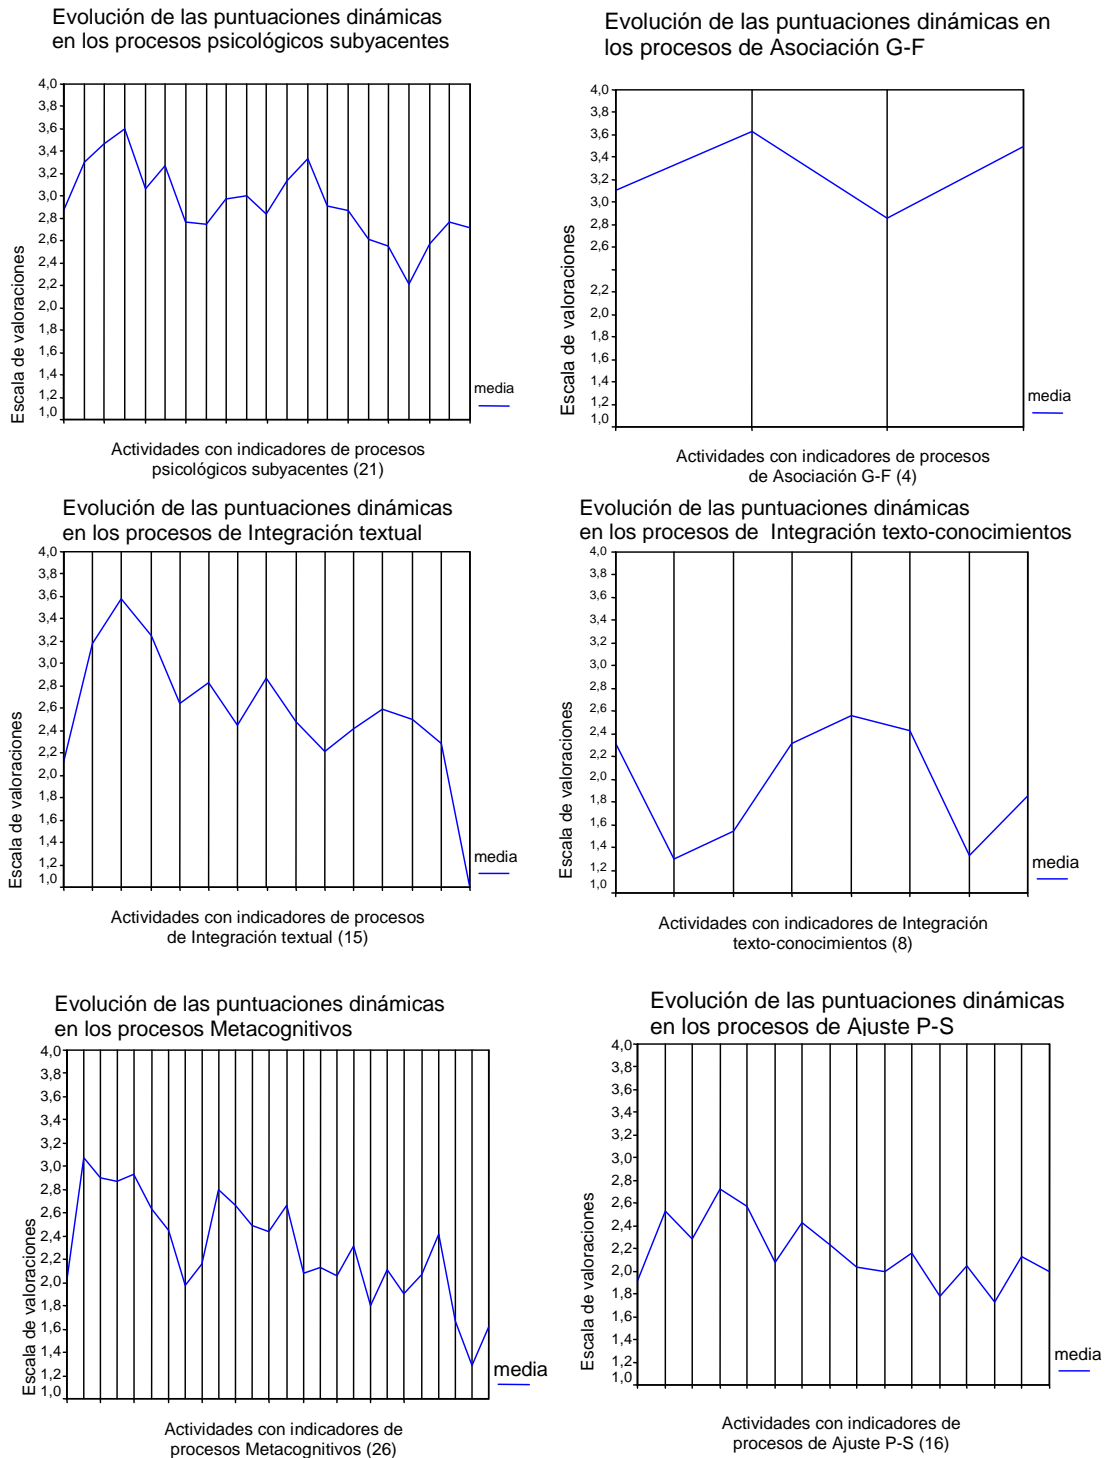 Evolución de las puntuaciones dinámicas
en los procesos psicológicos subyacentes
4,0
3,8
3,6
3,4
3,2
3,0
2,8
2,6
2,4
2,2
2,0
1,8
1,6
1,4
1,2
1,0
Escala de valoraciones
media
Actividades con indicadores de procesos
psicológicos subyacentes (21)
Evolución de las puntuaciones dinámicas en
los procesos de Asociación G-F
4,0
3,8
3,6
3,4
3,2
3,0
2,8
2,6
2,2
2,0
1,8
1,6
1,4
1,2
1,0
Escala de valoraciones
media
Actividades con indicadores de procesos
de Asociación G-F (4)
Evolución de las puntuaciones dinámicas
en los procesos de Integración textual
4,0
3,8
3,6
3,4
3,2
3,0
2,8
2,6
2,4
2,2
2,0
1,8
1,6
1,4
1,2
1,0
Escala de valoraciones
media
Actividades con indicadores de procesos
de Integración textual (15)
Evolución de las puntuaciones dinámicas
en los procesos de Integración texto-conocimientos
4,0
3,8
3,6
3,4
3,2
3,0
2,8
2,6
2,4
2,2
2,0
1,8
1,6
1,4
1,2
1,0
Escala de valoraciones
media
Actividades con indicadores de Integración
texto-conocimientos (8)
Evolución de las puntuaciones dinámicas
en los procesos Metacognitivos
4,0
3,8
3,6
3,4
3,2
3,0
2,8
2,6
2,4
2,2
2,0
1,8
1,6
1,4
1,2
1,0
Escala de valoraciones
media
Actividades con indicadores de
procesos Metacognitivos (26)
Evolución de las puntuaciones dinámicas
en los procesos de Ajuste P-S
4,0
3,8
3,6
3,4
3,2
3,0
2,8
2,6
2,4
2,2
2,0
1,8
1,6
1,4
1,2
1,0
Escala de valoraciones
media
Actividades con indicadores de
procesos de Ajuste P-S (16)